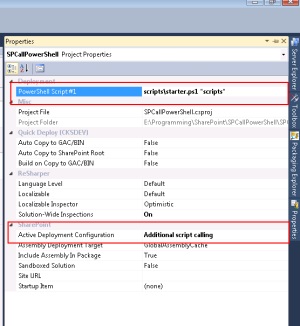 Properties
SPCallPowerShell Project Properties
Deployment
PowerShell Script #1 scripts\starter.ps1 "scripts"
Misc
Project File SPCallPowerShell.csproj
Project Folder E:\Programming\SharePoint\SPCallPowerShell\SP
Quick Deploy (CKSDEV)
Auto Copy to GAC/BIN False
Auto Copy to SharePoint Root False
Build on Copy to GAC/BIN False
ReSharper
Language Level Default
Localizable Default
Localizable Inspector Optimistic
Solution-Wide Inspections On
SharePoint
Active Deployment Configuration Additional script calling
Assembly Deployment Target GlobalAssemblyCache
Include Assembly In Package True
Sandboxed Solution False
Site URL
Startup Item (none)
Server Explorer
Toolbox
Packaging Explorer
Properties